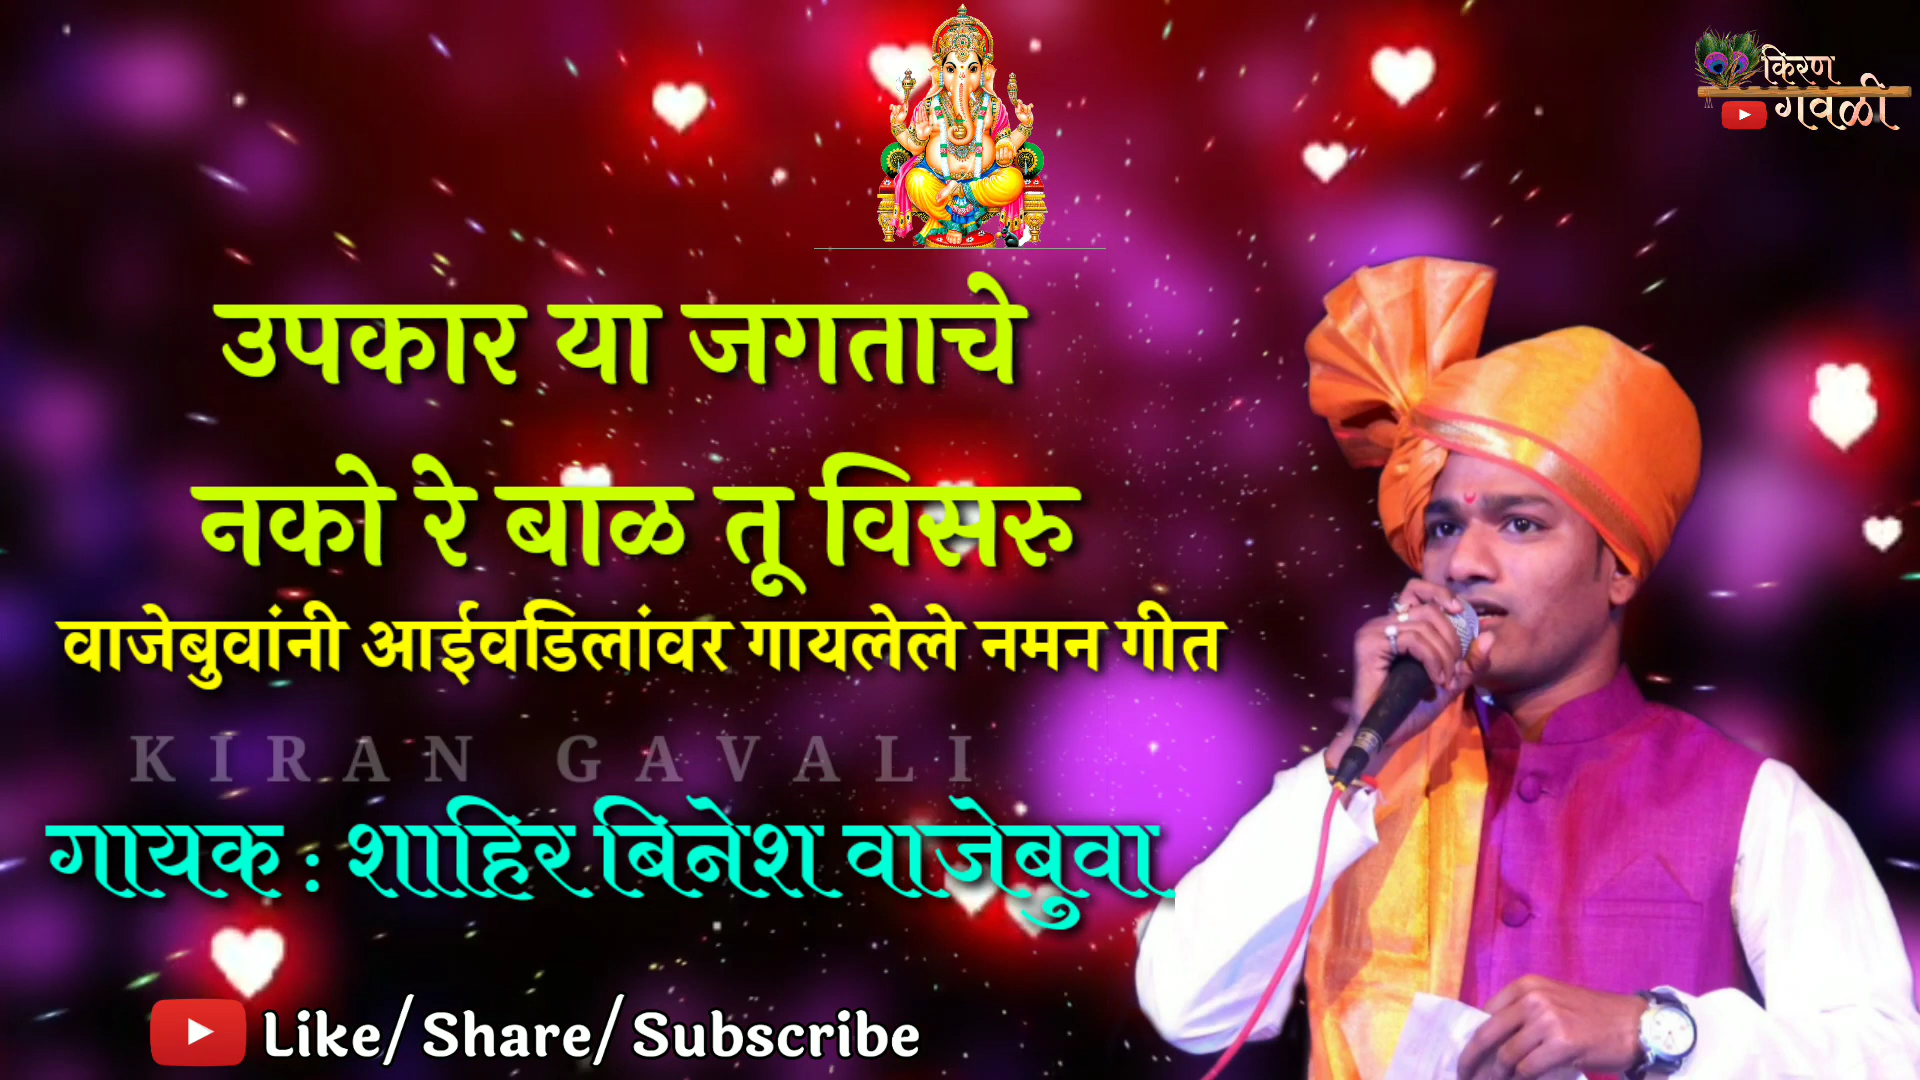 किरण
गवळी
उपकार या जगताचे
नको रे बाळ तू विसरु
वाजेबुवांनी आईवडिलांवर गायलेले नमन गीत
KIRAN GAVALI
गायक : शाहिर बिनेश वाजेबुवा
Like/Share/Subscribe